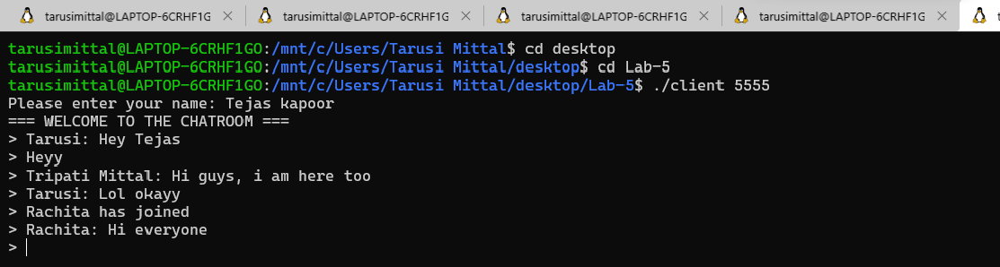 tarusimittal@LAPTOP-6CRHF1G
tarusimittal@LAPTOP-6CRHF1G
tarusimittal@LAPTOP-6CRHF1G
tarusimittal@LAPTOP-6CRHF1G
tarusimittal@LAPTOP-6CRHF1GO:/mnt/c/Users/Tarusi Mittal$ cd desktop
tarusimittal@LAPTOP-6CRHF1GO:/mnt/c/Users/Tarusi Mittal/desktop$ cd Lab-5
tarusimittal@LAPTOP-6CRHF1GO:/mnt/c/Users/Tarusi Mittal/desktop/Lab-5$ ./client 5555
Please enter your name: Tejas kapoor
=== WELCOME TO THE CHATROOM ===
> Tarusi: Hey Tejas
> Heyy
> Tripati Mittal: Hi guys, i am here too
> Tarusi: Lol okayy
> Rachita has joined
> Rachita: Hi everyone
>